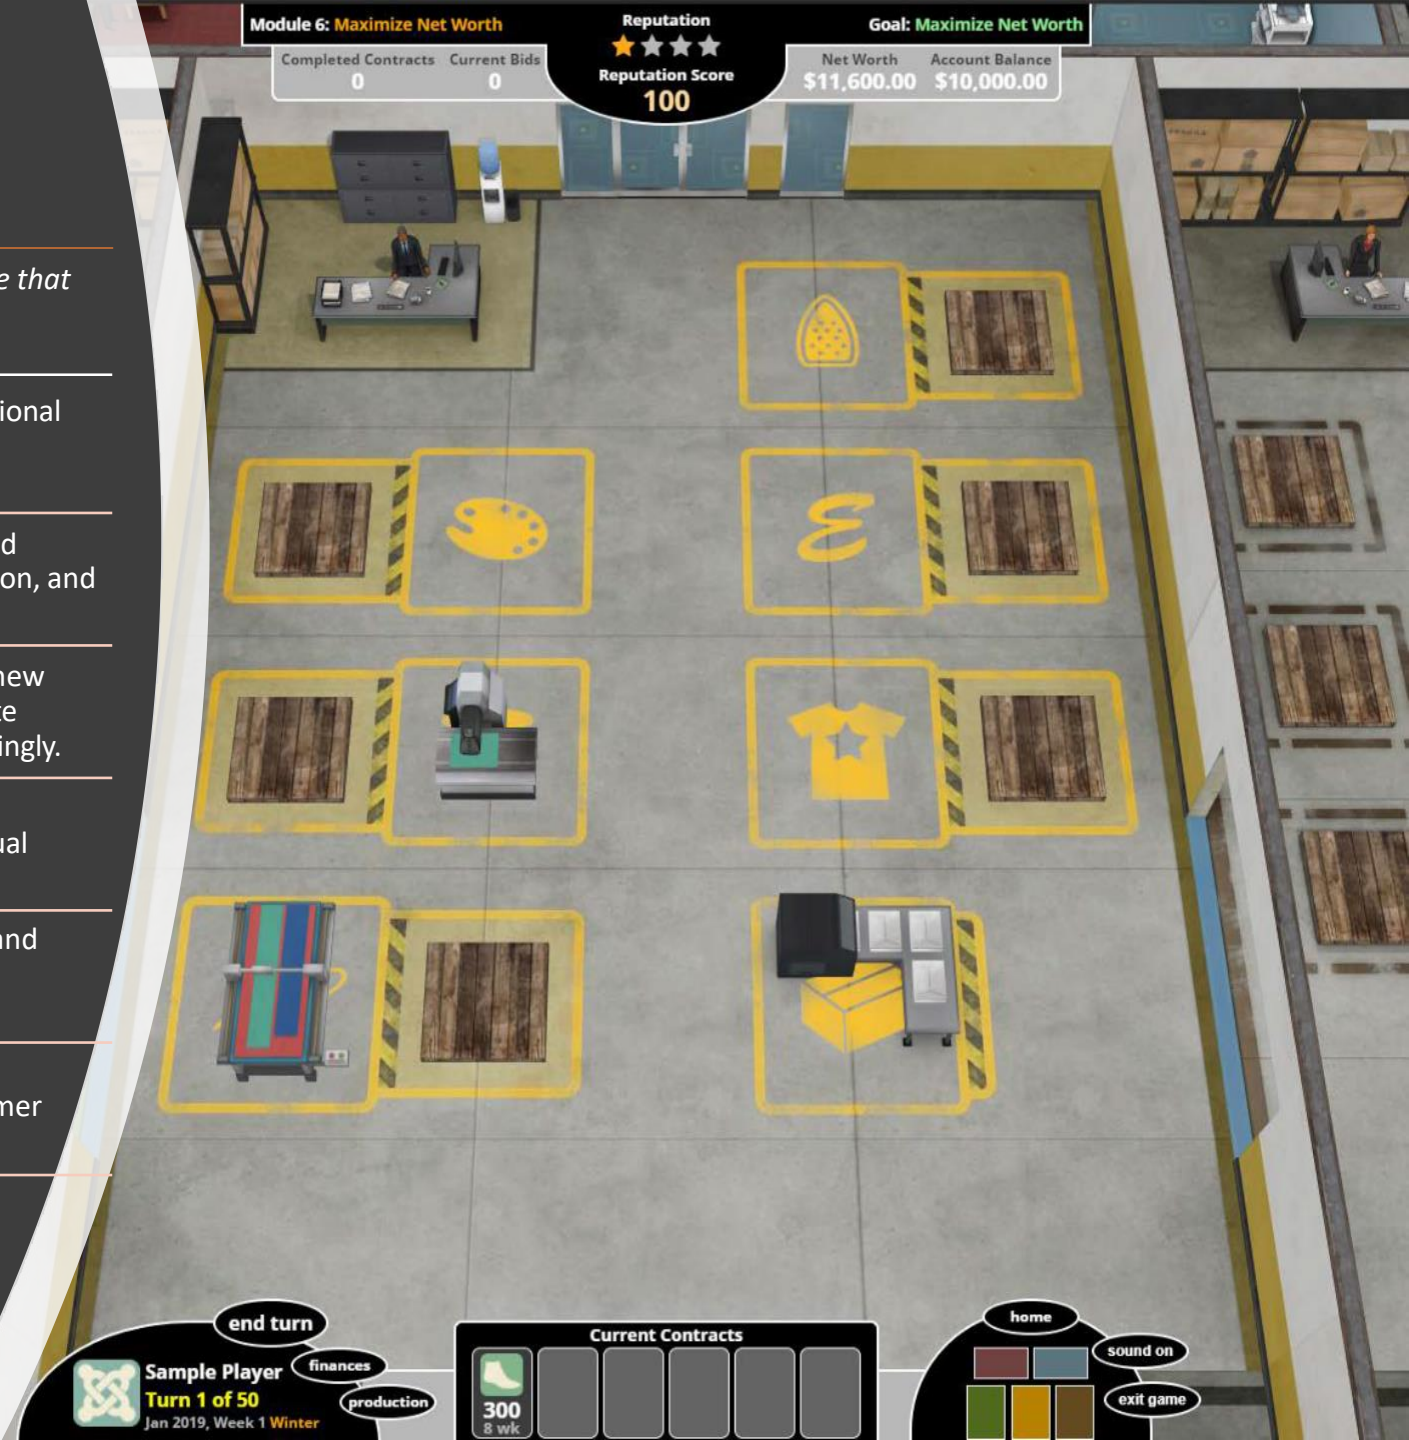 Module 6: Maximize Net Worth
Reputation
Goal: Maximize Net Worth
Completed Contracts
0
Current Bids
0
Reputation Score
100
Net Worth
$11,600.00
Account Balance
$10,000.00
e that
ional
d
on, and
new
te
ingly.
ual
and
mer
Ɛ
end turn
finances
production
Sample Player
Turn 1 of 50
Jan 2019, Week 1 Winter
Current Contracts
300
8 wk
home
sound on
exit game